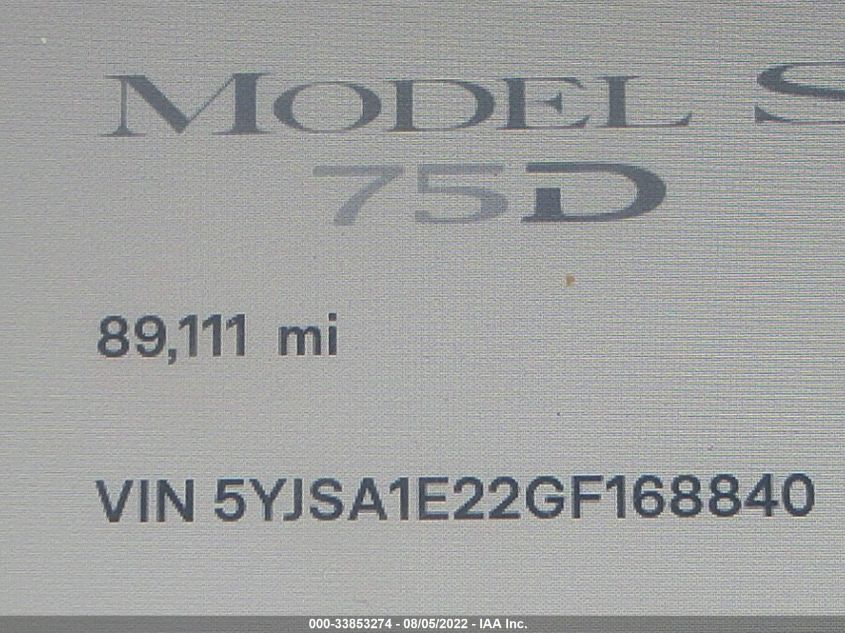 MODEL S
75D
89,111 mi
VIN 5YJSA1E22GF168840
000-33853274 - 08/05/2022 - IAA Inc.